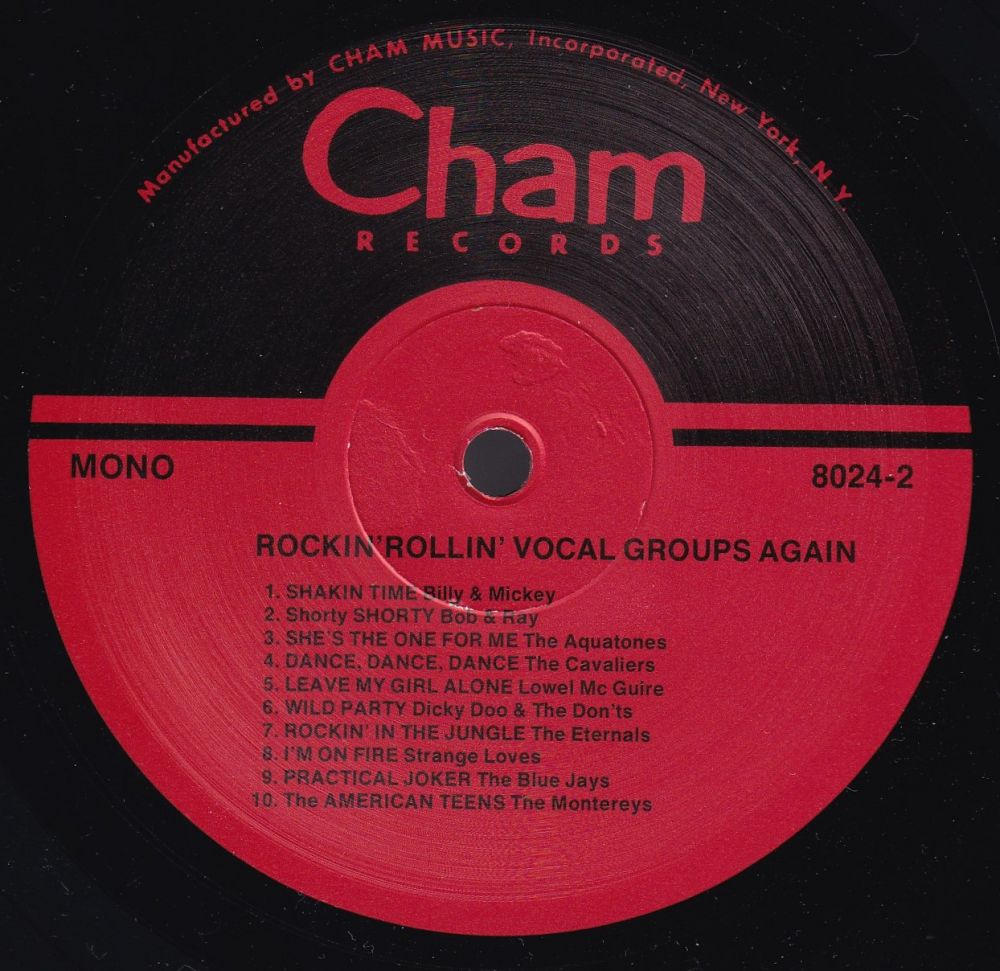 Manufactured by CHAM MUSIC, Incorporated, New York, N.Y.
Cham
RECORDS
MONO
8024-2
ROCKIN'ROLLIN' VOCAL GROUPS AGAIN
1. SHAKIN TIME Billy & Mickey
2. Shorty SHORTY Bob & Ray
3. SHE'S THE ONE FOR ME The Aquatones
4. DANCE, DANCE, DANCE The Cavaliers
5. LEAVE MY GIRL ALONE Lowel Mc Guire
6. WILD PARTY Dicky Doo & The Don'ts
7. ROCKIN' IN THE JUNGLE The Eternals
8. I'M ON FIRE Strange Loves
9. PRACTICAL JOKER The Blue Jays
10. The AMERICAN TEENS The Montereys